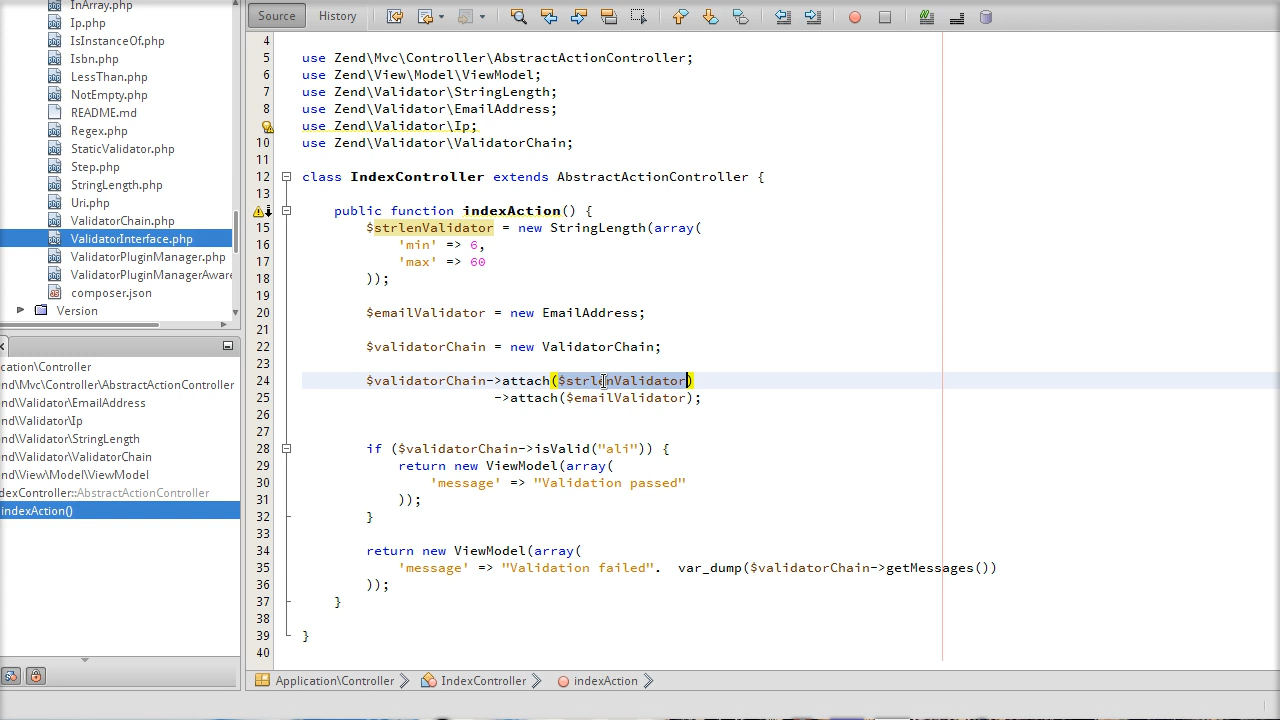 InArray.php
Ip.php
IsInstanceOf.php
Isbn.php
LessThan.php
NotEmpty.php
README.md
Regex.php
StaticValidator.php
Step.php
StringLength.php
Uri.php
ValidatorChain.php
ValidatorInterface.php
ValidatorPluginManager.php
ValidatorPluginManagerAware
composer.json
Version
ication\Controller
nd\Mvc\Controller\AbstractActionController
nd\Validator\EmailAddress
nd\Validator\Ip
nd\Validator\StringLength
nd\Validator\ValidatorChain
nd\View\Model\ViewModel
dexController::AbstractActionController
indexAction()
Source History
4
5 use Zend\Mvc\Controller\AbstractActionController;
6 use Zend\View\Model\ViewModel;
7 use Zend\Validator\StringLength;
8 use Zend\Validator\EmailAddress;
use Zend\Validator\Ip;
10 use Zend\Validator\ValidatorChain;
11
12 class IndexController extends AbstractActionController {
13
public function indexAction() {
15 $strlenValidator = new StringLength(array(
16 'min' => 6,
17 'max' => 60
18 ));
19
20 $emailValidator = new EmailAddress;
21
22 $validatorChain = new ValidatorChain;
23
24 $validatorChain->attach($strlenValidator)
25 ->attach($emailValidator);
26
27
28 if ($validatorChain->isValid("ali")) {
29 return new ViewModel(array(
30 'message' => "Validation passed"
31 ));
32 }
33
34 return new ViewModel(array(
35 'message' => "Validation failed". var_dump($validatorChain->getMessages())
36 ));
37 }
38
39 }
40
Application\Controller IndexController indexAction